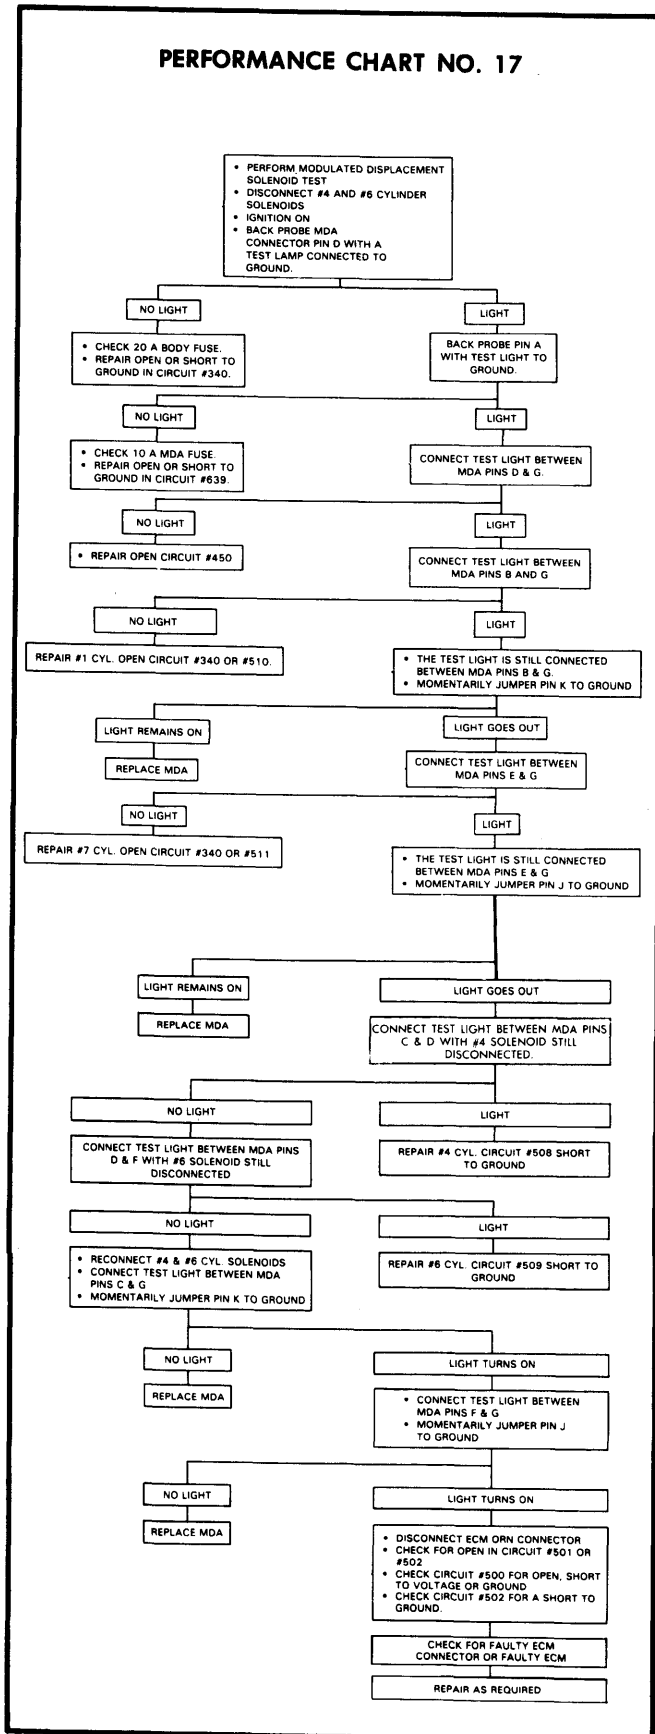 PERFORMANCE CHART NO. 17
• PERFORM MODULATED DISPLACEMENT
SOLENOID TEST
• DISCONNECT #4 AND #6 CYLINDER
SOLENOIDS
• IGNITION ON
• BACK PROBE MDA
CONNECTOR PIN D WITH A
TEST LAMP CONNECTED TO
GROUND.
NO LIGHT
LIGHT
• CHECK 20 A BODY FUSE.
• REPAIR OPEN OR SHORT TO
GROUND IN CIRCUIT #340.
BACK PROBE PIN A
WITH TEST LIGHT TO
GROUND.
NO LIGHT
LIGHT
• CHECK 10 A MDA FUSE.
• REPAIR OPEN OR SHORT TO
GROUND IN CIRCUIT #639.
CONNECT TEST LIGHT BETWEEN
MDA PINS D & G.
NO LIGHT
LIGHT
• REPAIR OPEN CIRCUIT #450
CONNECT TEST LIGHT BETWEEN
MDA PINS B AND G
NO LIGHT
LIGHT
REPAIR #1 CYL. OPEN CIRCUIT #340 OR #510.
• THE TEST LIGHT IS STILL CONNECTED
BETWEEN MDA PINS B & G.
• MOMENTARILY JUMPER PIN K TO GROUND
LIGHT REMAINS ON
LIGHT GOES OUT
REPLACE MDA
CONNECT TEST LIGHT BETWEEN
MDA PINS E & G
NO LIGHT
LIGHT
REPAIR #7 CYL. OPEN CIRCUIT #340 OR #511
• THE TEST LIGHT IS STILL CONNECTED
BETWEEN MDA PINS E & G
• MOMENTARILY JUMPER PIN J TO GROUND
LIGHT REMAINS ON
LIGHT GOES OUT
REPLACE MDA
CONNECT TEST LIGHT BETWEEN MDA PINS
C & D WITH #4 SOLENOID STILL
DISCONNECTED.
NO LIGHT
LIGHT
CONNECT TEST LIGHT BETWEEN MDA PINS
D & F WITH #6 SOLENOID STILL
DISCONNECTED
REPAIR #4 CYL. CIRCUIT #508 SHORT
TO GROUND
NO LIGHT
LIGHT
• RECONNECT #4 & #6 CYL. SOLENOIDS
• CONNECT TEST LIGHT BETWEEN MDA
PINS C & G
• MOMENTARILY JUMPER PIN K TO GROUND
REPAIR #6 CYL. CIRCUIT #509 SHORT TO
GROUND
NO LIGHT
LIGHT TURNS ON
REPLACE MDA
• CONNECT TEST LIGHT BETWEEN
MDA PINS F & G
• MOMENTARILY JUMPER PIN J
TO GROUND
NO LIGHT
LIGHT TURNS ON
REPLACE MDA
• DISCONNECT ECM ORN CONNECTOR
• CHECK FOR OPEN IN CIRCUIT #501 OR
#502
• CHECK CIRCUIT #500 FOR OPEN, SHORT
TO VOLTAGE OR GROUND
• CHECK CIRCUIT #502 FOR A SHORT TO
GROUND.
CHECK FOR FAULTY ECM
CONNECTOR OR FAULTY ECM
REPAIR AS REQUIRED